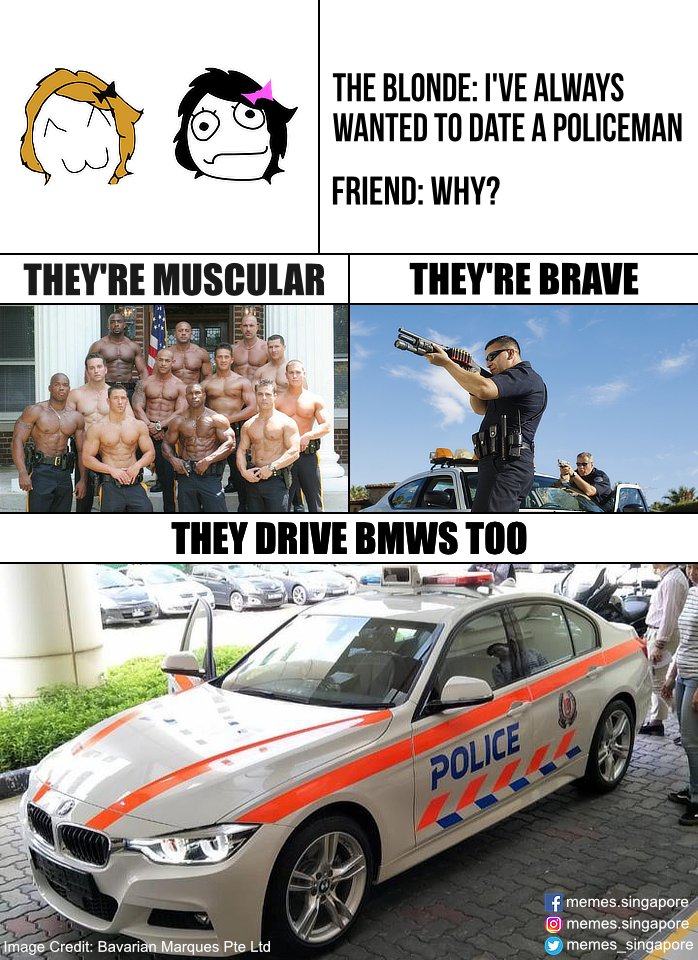 THE BLONDE: I'VE ALWAYS
WANTED TO DATE A POLICEMAN
FRIEND: WHY?
THEY'RE MUSCULAR
THEY'RE BRAVE
THEY DRIVE BMWS TOO
POLICE
Image Credit: Bavarian Marques Pte Ltd
memes.singapore
memes.singapore
memes_singapore